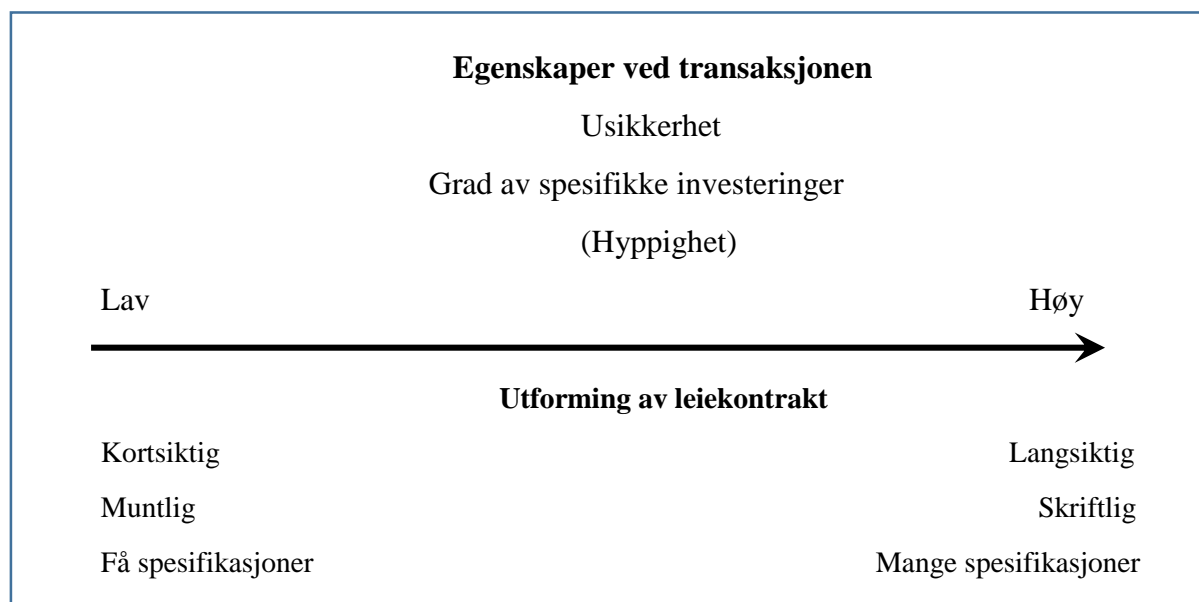 Egenskaper ved transaksjonen
Usikkerhet
Grad av spesifikke investeringer
(Hyppighet)
Lav Høy
Utforming av leiekontrakt
Kortsiktig Langsiktig
Muntlig Skriftlig
Få spesifikasjoner Mange spesifikasjoner